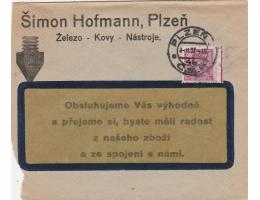 Šimon Hofmann, Plzeň
Železo - Kovy - Nástroje.
PLZEŇ
Obsluhujeme Vás výhodně
a přejeme si, byste měli radost
z našeho zboží
a ze spojení s námi.